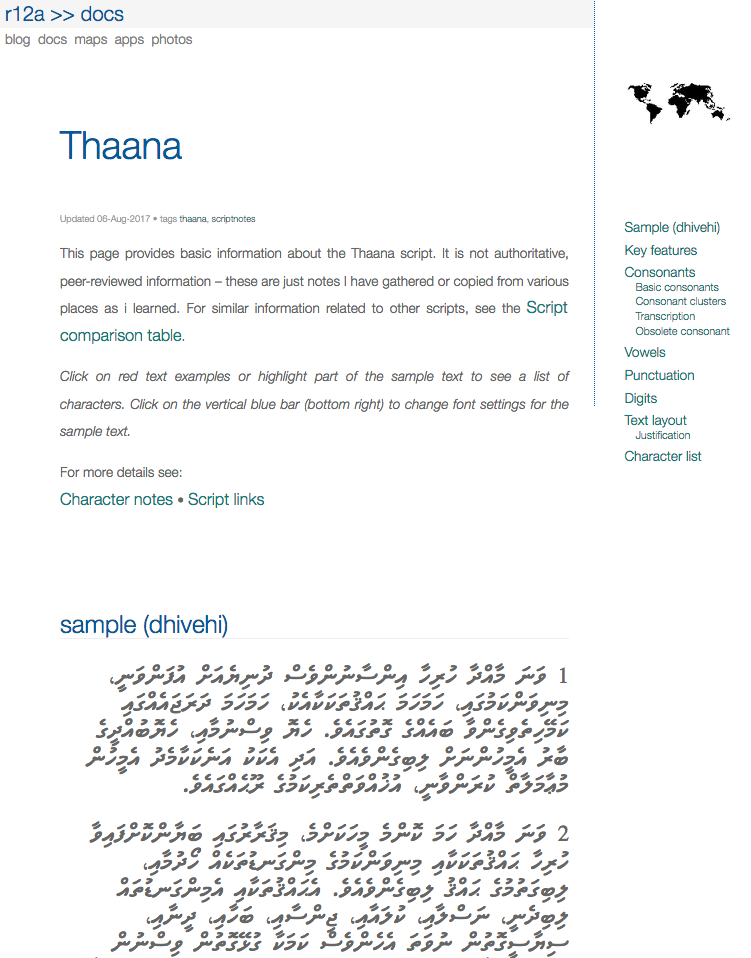 r12a >> docs
blog docs maps apps photos
Thaana
Updated 06-Aug-2017 • tags thaana, scriptnotes
This page provides basic information about the Thaana script. It is not authoritative,
peer-reviewed information – these are just notes I have gathered or copied from various
places as i learned. For similar information related to other scripts, see the Script
comparison table.
Click on red text examples or highlight part of the sample text to see a list of
characters. Click on the vertical blue bar (bottom right) to change font settings for the
sample text.
For more details see:
Character notes • Script links
sample (dhivehi)
1 ވަނަ މާއްދާ ހުރިހާ އިންސާނުންވެސް ދުނިޔެއަށް އުފަންވަނީ،
މިނިވަންކަމުގައި، ހަމަހަމަ ޙައްޤުތަކަކާއެކު، ހަމަހަމަ ދަރަޖައެއްގައި
ކަމޭހިތެވިގެންވާ ބައެއްގެ ގޮތުގައެވެ. ހެޔޮ ވިސްނުމާއި، ހެޔޮބުއްދީގެ
ބާރު އެމީހުންނަށް ލިބިގެންވެއެވެ. އަދި އެކަކު އަނެކަކާމެދު އެމީހުން
މުޢާމަލާތް ކުރަންވާނީ، އުޚުއްވަތްތެރިކަމުގެ ރޫޙެއްގައެވެ.
2 ވަނަ މާއްދާ ހަމަ ކޮންމެ މީހަކަށްމެ، މިޤަރާރުގައި ބަޔާންކޮށްފައިވާ
ހުރިހާ ޙައްޤުތަކަކާއި މިނިވަންކަމުގެ މިންގަނޑުތަކެއް ހޯދުމާއި،
ލިބިގަތުމުގެ ޙައްޤު ލިބިގެންވެއެވެ. އެޙައްޤުތަކާއި އެމިންގަނޑުތައް
ލިބިދެނީ، ނަސްލާއި، ކުލައާއި، ޖިންސާއި، ބަހާއި، ދީނާއި،
ސިޔާސީގޮތުން ނުވަތަ އެހެންވެސް ކަމަކާ ގުޅޭގޮތުން ވިސްނުން
Sample (dhivehi)
Key features
Consonants
Basic consonants
Consonant clusters
Transcription
Obsolete consonant
Vowels
Punctuation
Digits
Text layout
Justification
Character list